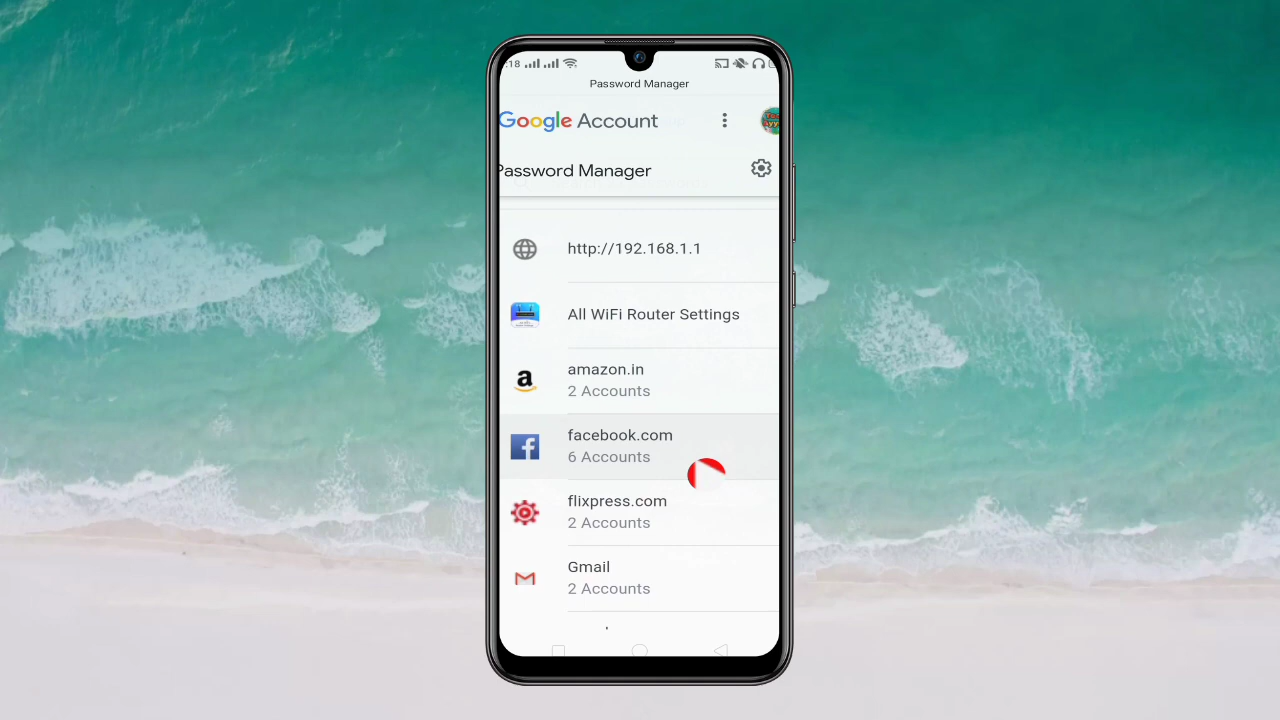 :18
Password Manager
Google Account
Password Manager
http://192.168.1.1
All WiFi Router Settings
amazon.in
2 Accounts
facebook.com
6 Accounts
flixpress.com
2 Accounts
Gmail
2 Accounts